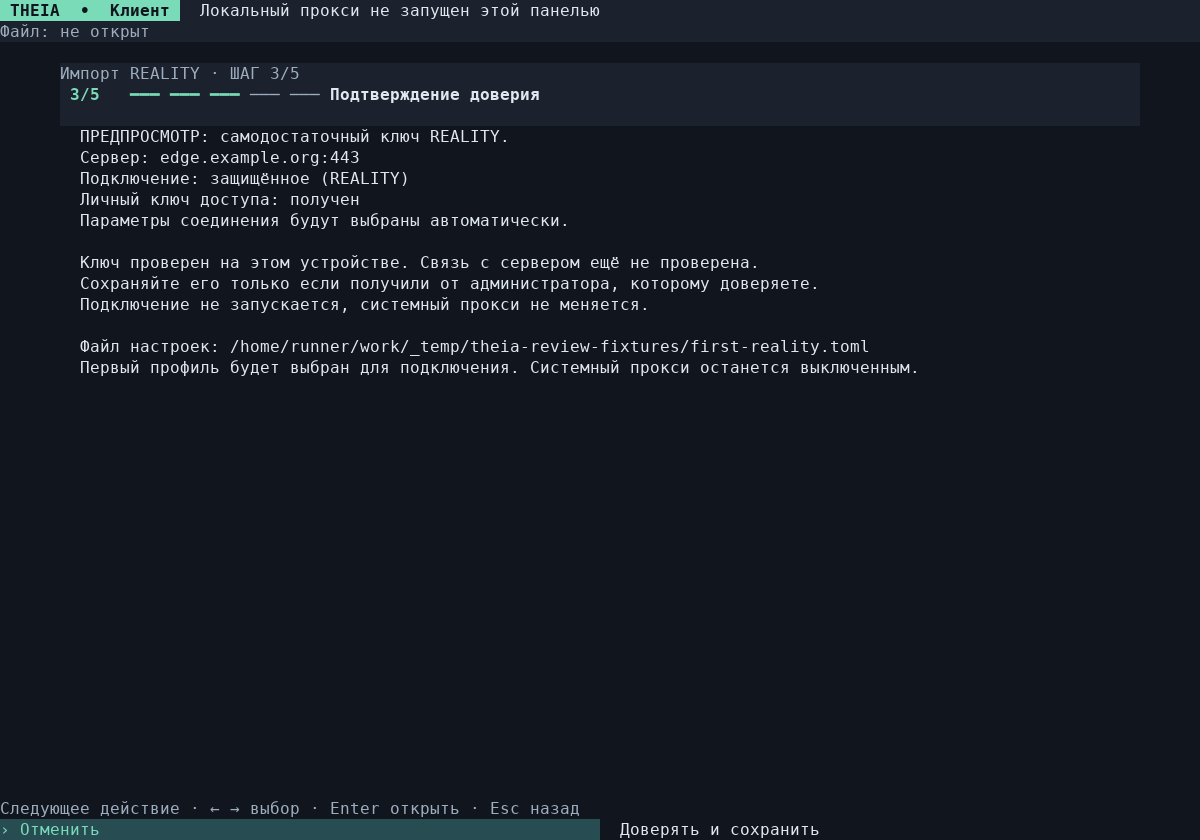 THEIA • Клиент Локальный прокси не запущен этой панелью
Файл: не открыт
Импорт REALITY · ШАГ 3/5
3/5 ━━━ ━━━ ━━━ ─── ─── Подтверждение доверия
ПРЕДПРОСМОТР: самодостаточный ключ REALITY.
Сервер: edge.example.org:443
Подключение: защищённое (REALITY)
Личный ключ доступа: получен
Параметры соединения будут выбраны автоматически.
Ключ проверен на этом устройстве. Связь с сервером ещё не проверена.
Сохраняйте его только если получили от администратора, которому доверяете.
Подключение не запускается, системный прокси не меняется.
Файл настроек: /home/runner/work/_temp/theia-review-fixtures/first-reality.toml
Первый профиль будет выбран для подключения. Системный прокси останется выключенным.
Следующее действие · ← → выбор · Enter открыть · Esc назад
› Отменить Доверять и сохранить